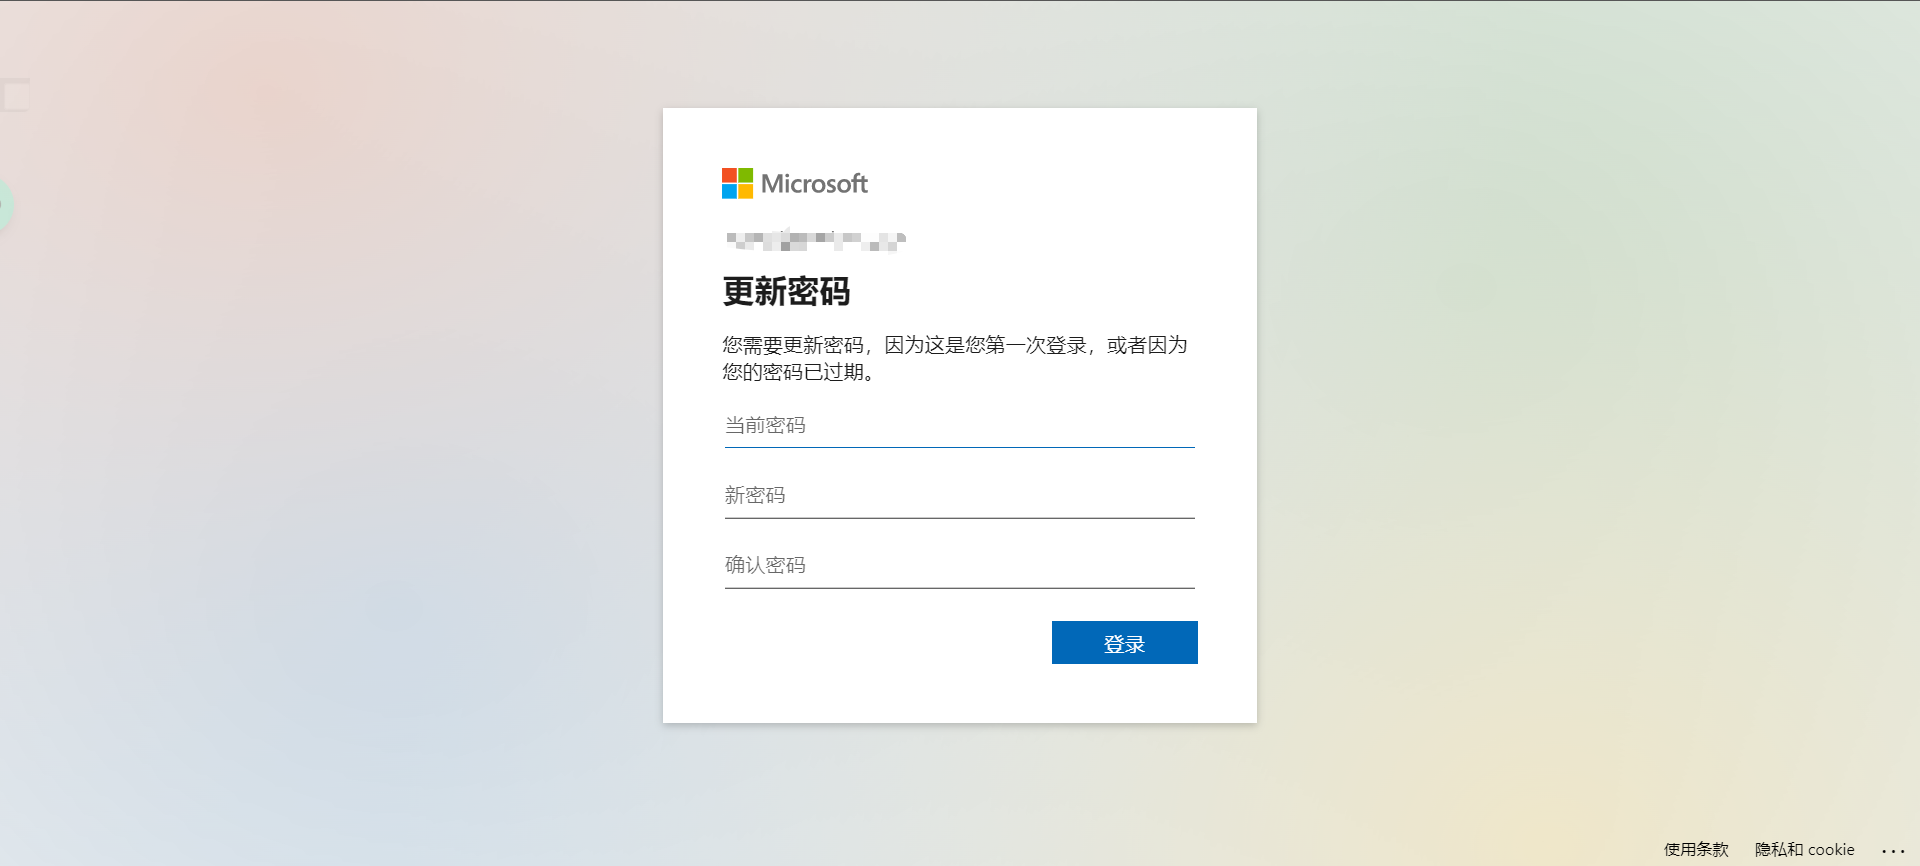 Microsoft
更新密码
您需要更新密码，因为这是您第一次登录，或者因为
您的密码已过期。
当前密码
新密码
确认密码
登录
使用条款 隐私和 cookie ...